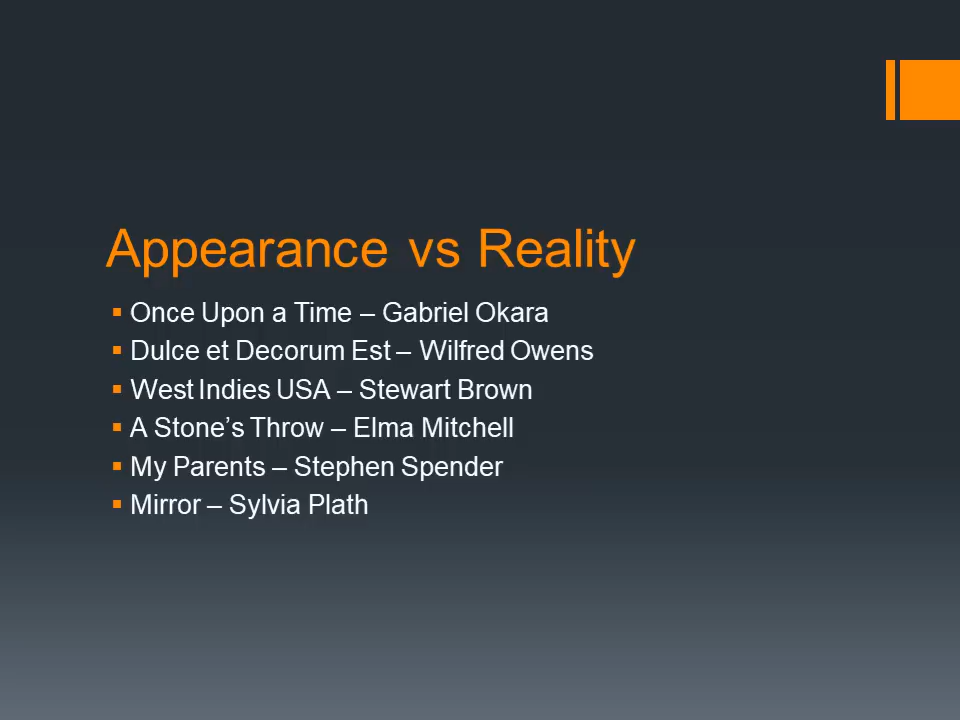 Appearance vs Reality
▪ Once Upon a Time – Gabriel Okara
▪ Dulce et Decorum Est – Wilfred Owens
▪ West Indies USA – Stewart Brown
▪ A Stone’s Throw – Elma Mitchell
▪ My Parents – Stephen Spender
▪ Mirror – Sylvia Plath